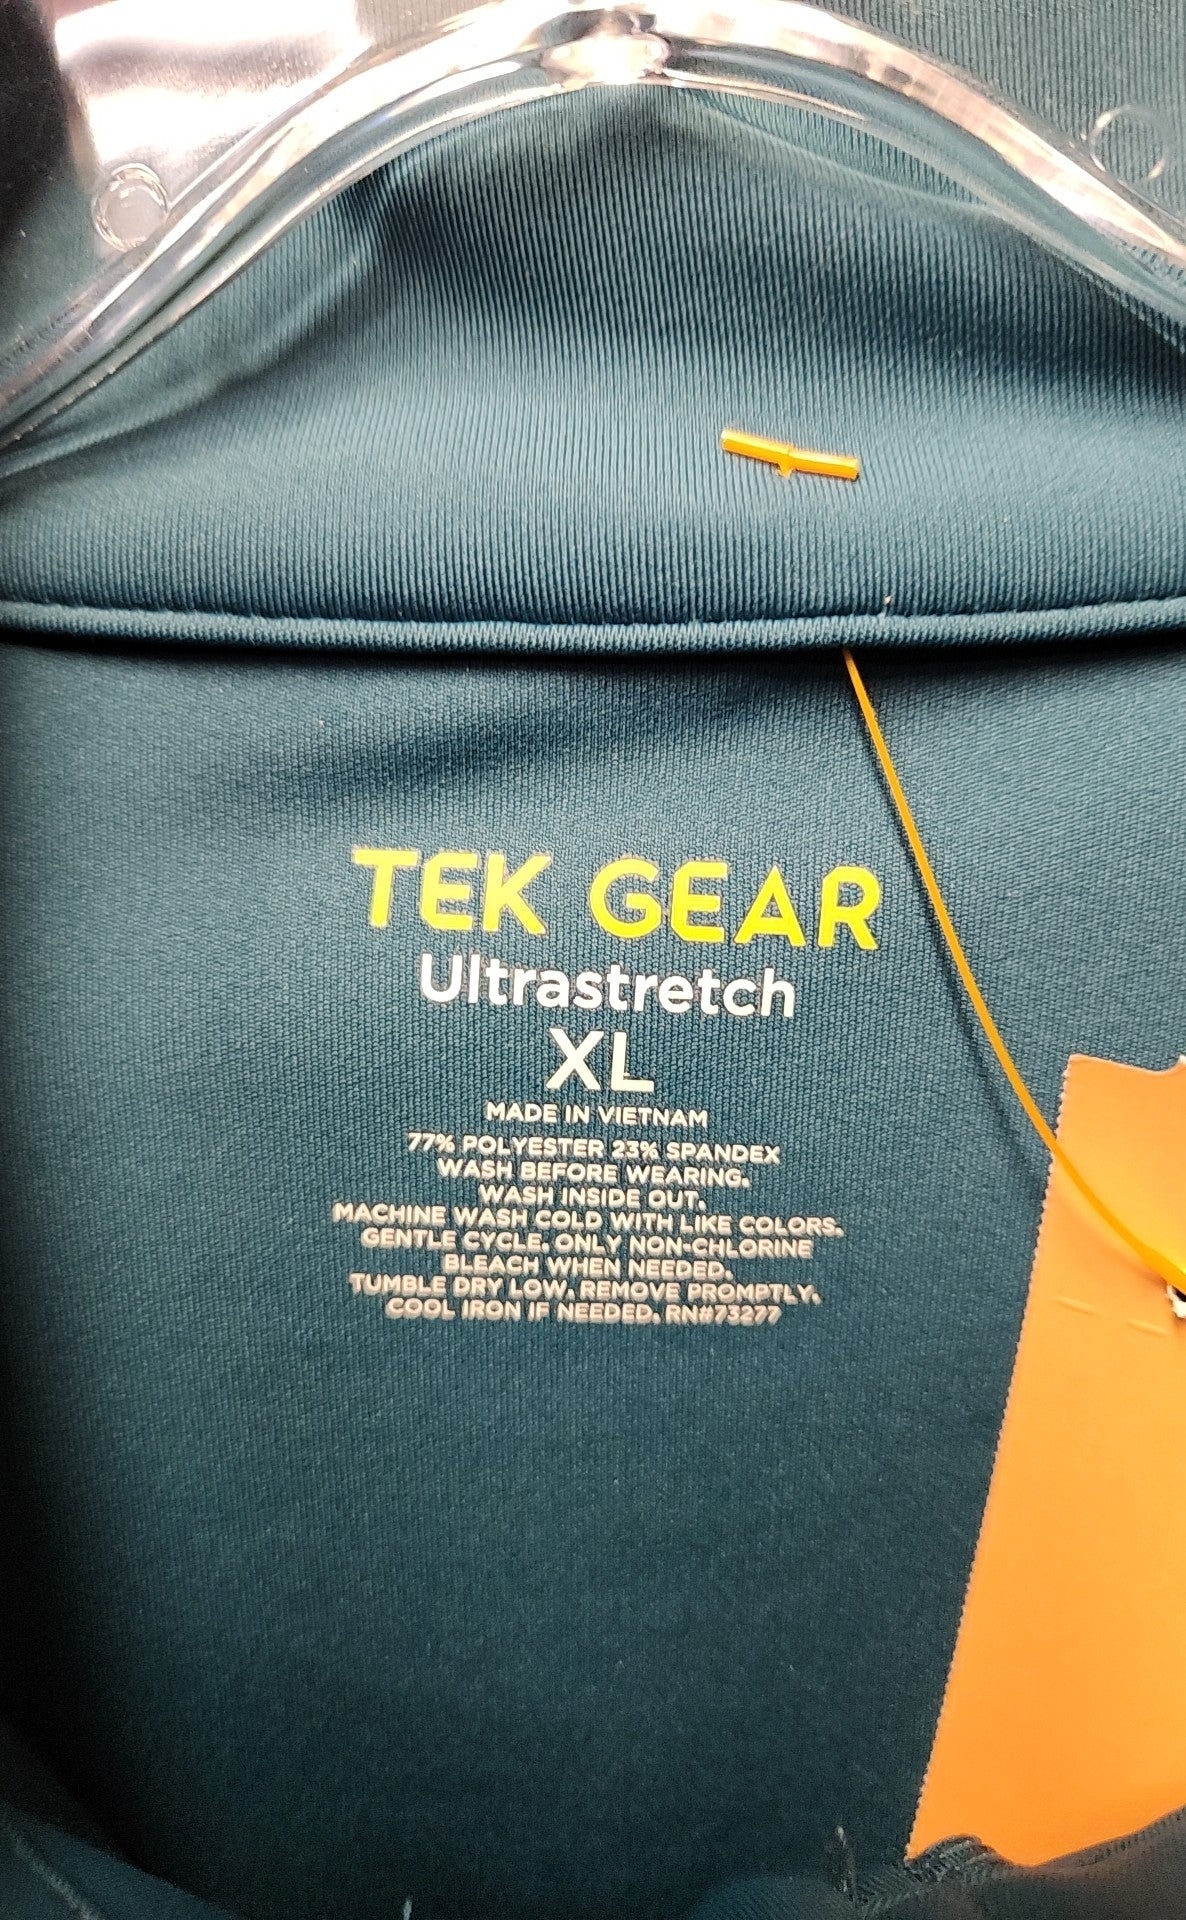 TEK GEAR
Ultrastretch
XL
MADE IN VIETNAM
77% POLYESTER 23% SPANDEX
WASH BEFORE WEARING.
WASH INSIDE OUT.
MACHINE WASH COLD WITH LIKE COLORS.
GENTLE CYCLE. ONLY NON-CHLORINE
BLEACH WHEN NEEDED.
TUMBLE DRY LOW. REMOVE PROMPTLY.
COOL IRON IF NEEDED. RN#73277